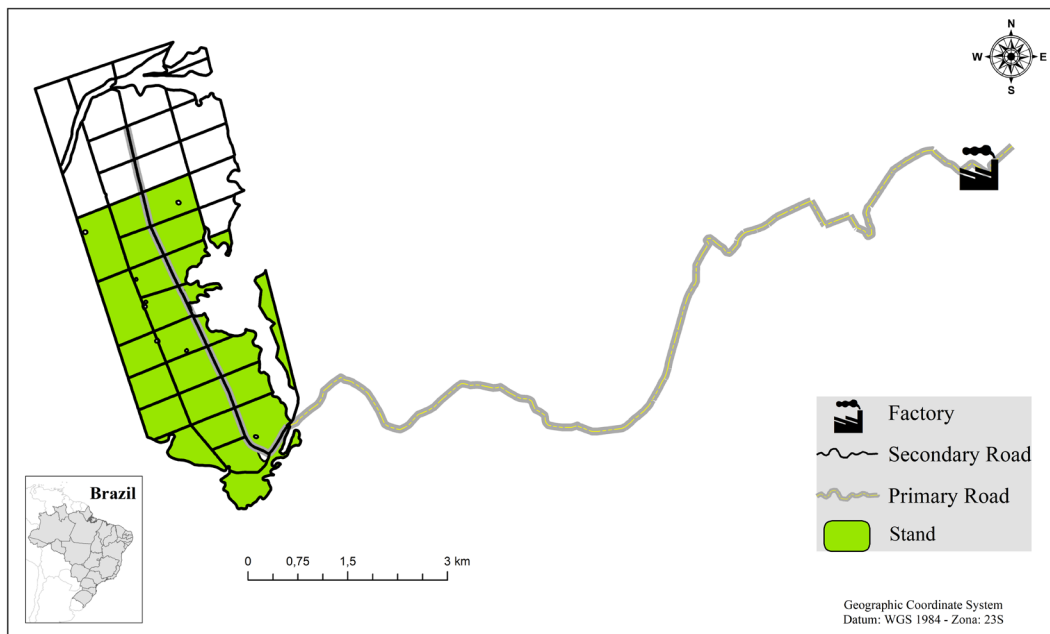 N
W
E
S
Factory
Secondary Road
Primary Road
Stand
Brazil
0 0,75 1,5 3 km
Geographic Coordinate System
Datum: WGS 1984 - Zona: 23S